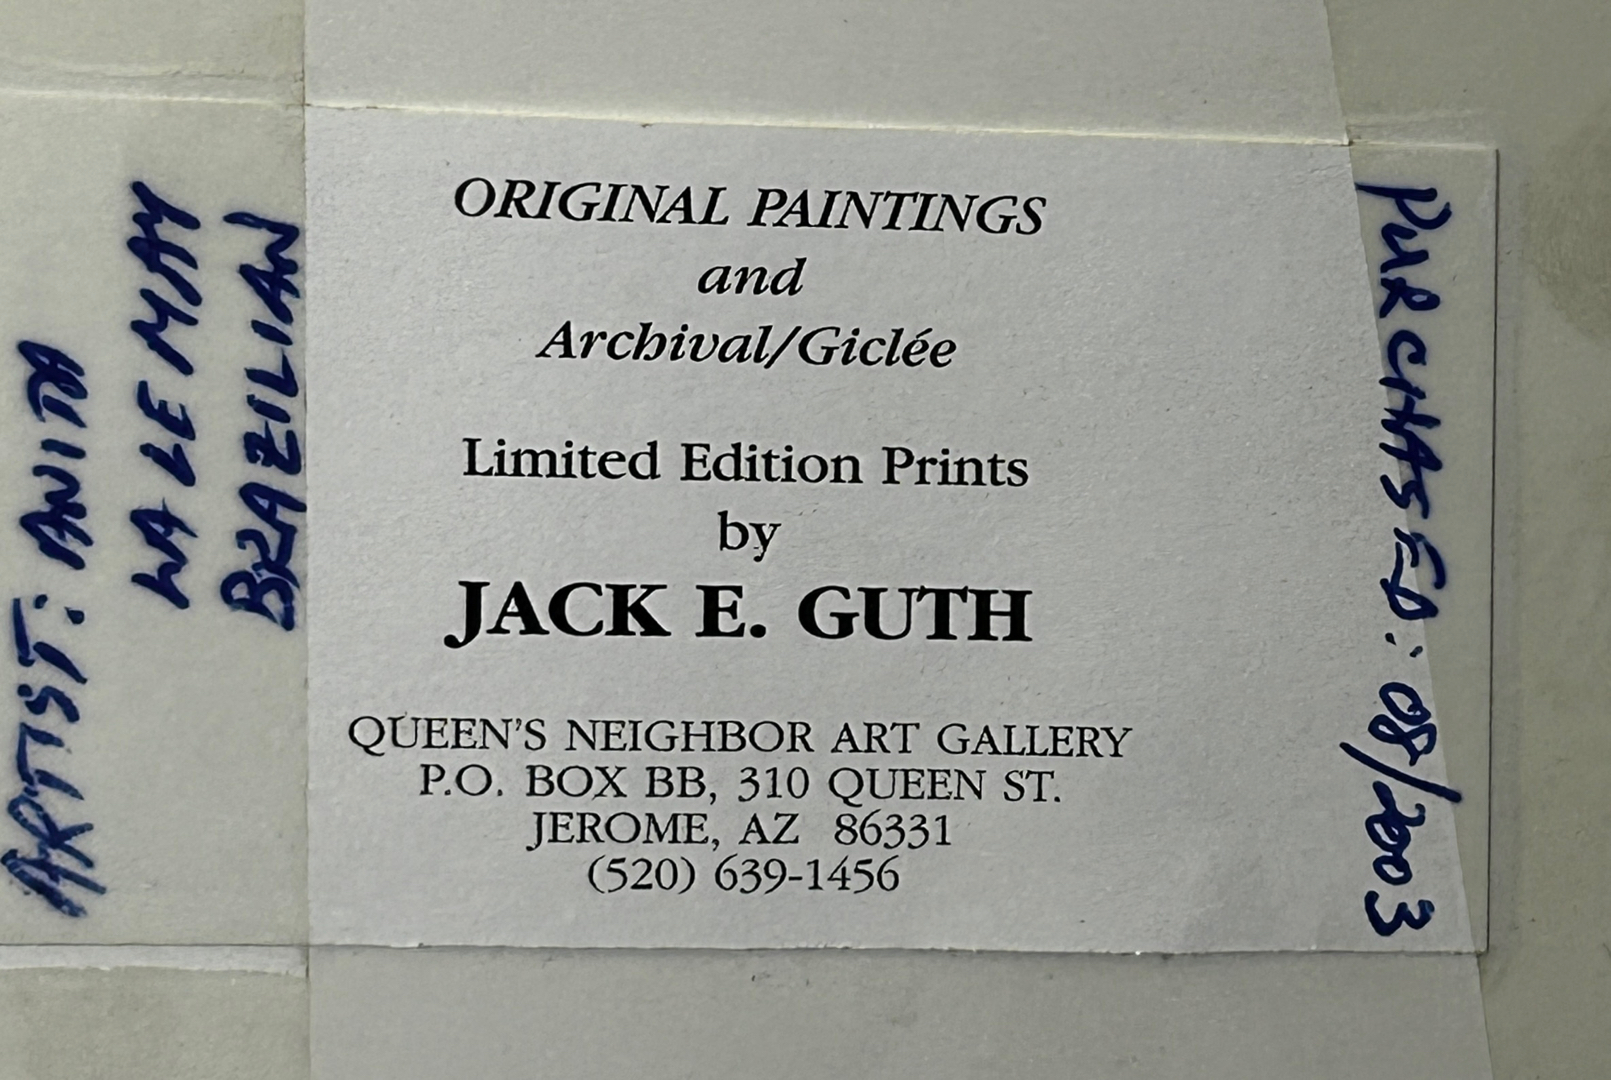 ARTIST: ANITA
WALEMAY
BRAZILIAN
ORIGINAL PAINTINGS
and
Archival/Giclée
Limited Edition Prints
by
JACK E. GUTH
QUEEN'S NEIGHBOR ART GALLERY
P.O. BOX BB, 310 QUEEN ST.
JEROME, AZ 86331
(520) 639-1456
PURCHASED: 08/2003